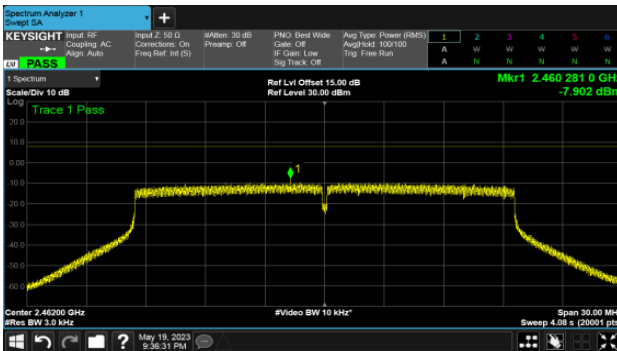 Spectrum Analyzer 1
Swept SA
+
KEYSIGHT Input: RF Input Z: 50 Ω #Atten: 30 dB PNO: Best Wide Avg Type: Power (RMS) 1 2 3 4 5 6
Coupling: AC Corrections: On Preamp: Off Gate: Off Avg|Hold: 100/100 A W W W W W
Align: Auto Freq Ref: Int (S) IF Gain: Low Trig: Free Run
Sig Track: Off A N N N N N
PASS
1 Spectrum
Scale/Div 10 dB
Ref Lvl Offset 15.00 dB
Ref Level 30.00 dBm
Mkr1 2.460 281 0 GHz
-7.902 dBm
Log
Trace 1 Pass
20.0
10.0
0.00
1
-10.0
-20.0
-30.0
-40.0
-50.0
-60.0
Center 2.46200 GHz #Video BW 10 kHz* Span 30.00 MH
#Res BW 3.0 kHz Sweep 4.08 s (20001 pts
? May 19, 2023
9:36:31 PM